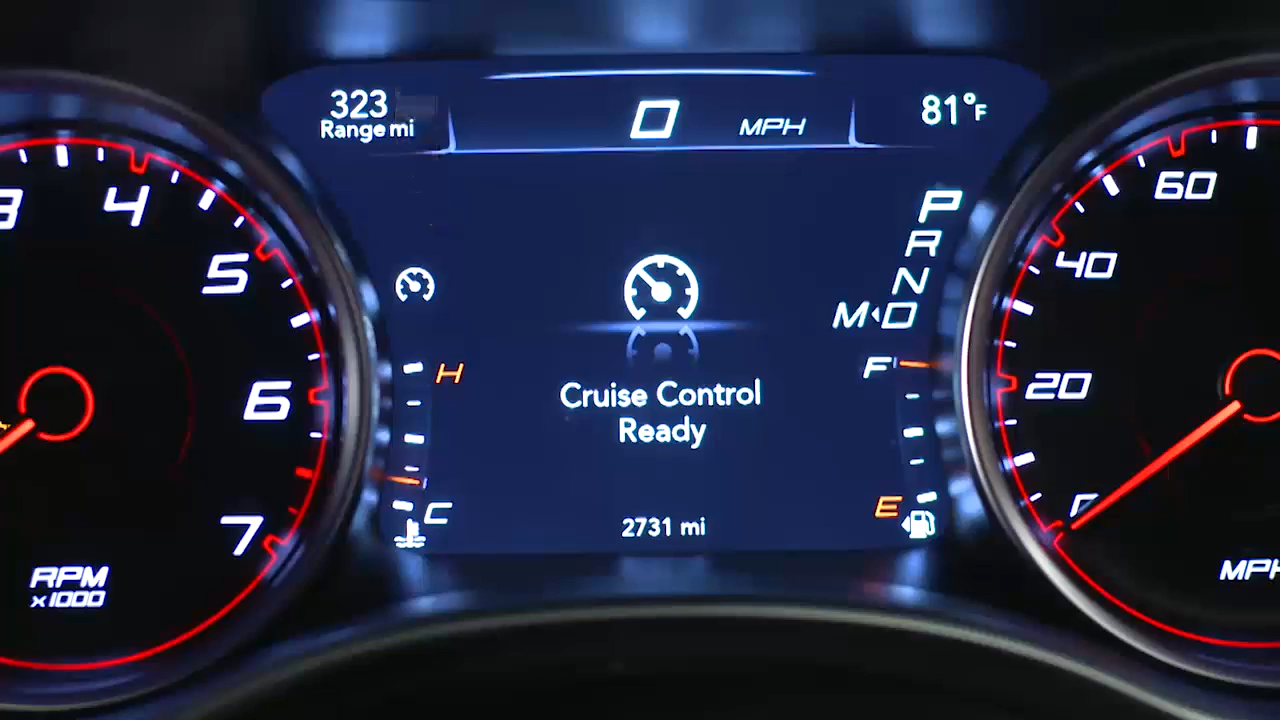 323
Range mi
0 MPH
81°F
P
R
N
M D
H
C
F
E
Cruise Control
Ready
2731 mi
4
5
6
7
RPM
x1000
60
40
20
MPH